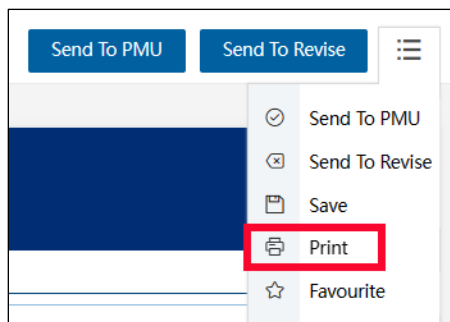 Send To PMU
Send To Revise
Send To PMU
Send To Revise
Save
Print
Favourite